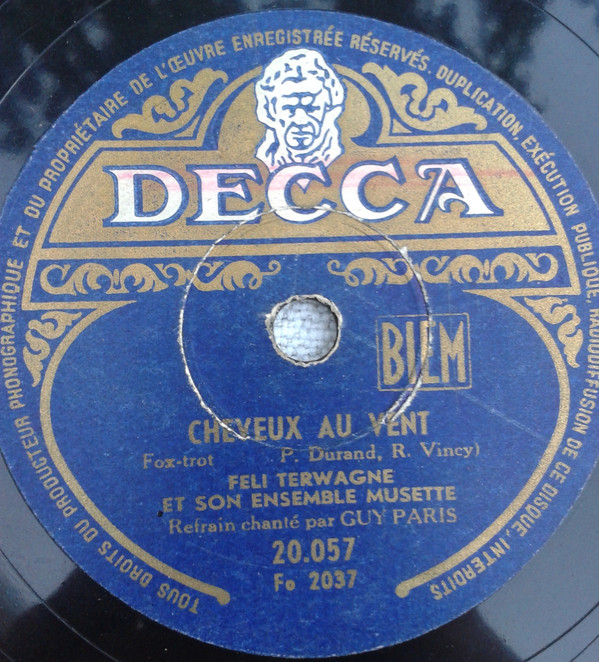 TOUS DROITS DU PRODUCTEUR PHONOGRAPHIQUE ET DU PROPRIÉTAIRE DE L'ŒUVRE ENREGISTRÉE RÉSERVÉS. DUPLICATION, EXÉCUTION PUBLIQUE, RADIODIFFUSION DE CE DISQUE, INTERDITS
DECCA
BIEM
CHEVEUX AU VENT
Fox-trot P. Durand, R. Vincy)
FELI TERWAGNE
ET SON ENSEMBLE MUSETTE
Refrain chanté par GUY PARIS
20.057
Fo 2037